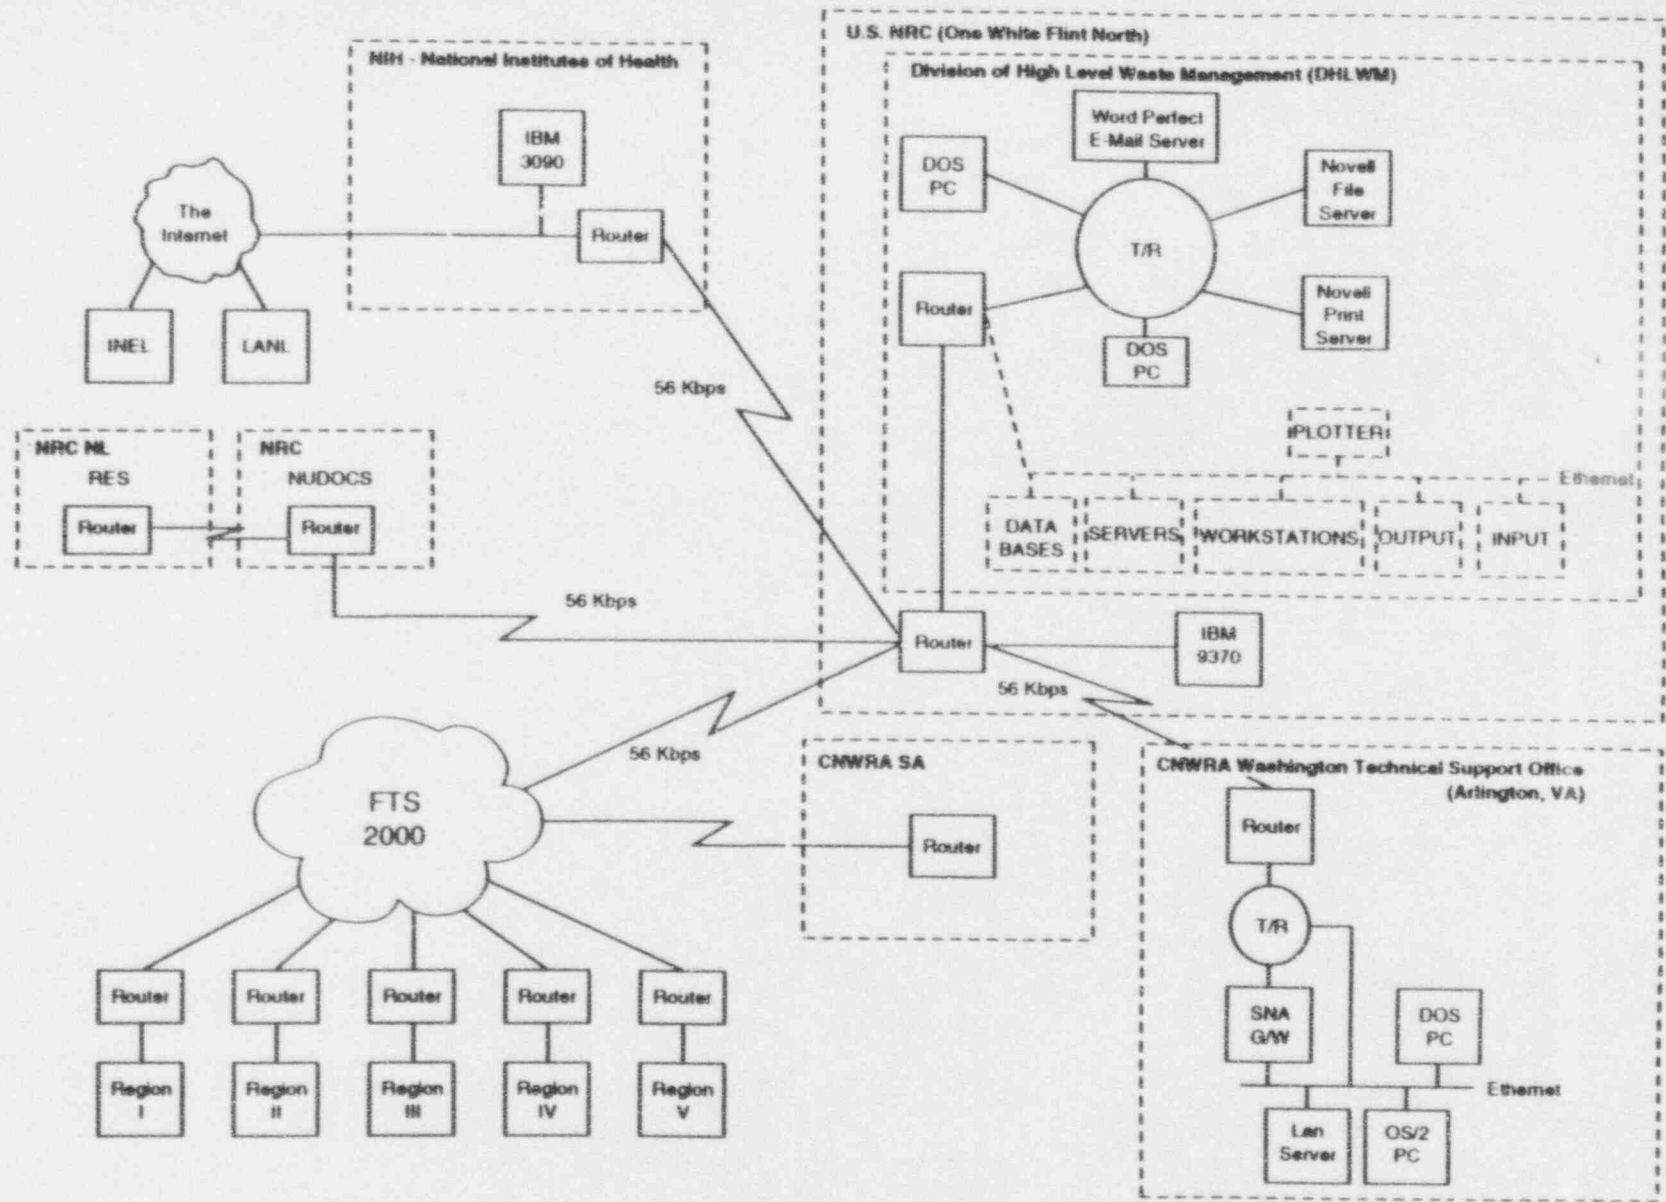 NIH - National Institutes of Health
IBM
3090
Router
The
Internet
INEL
LANL
56 Kbps
U.S. NRC (One White Flint North)
Division of High Level Waste Management (DHLWM)
Word Perfect
E-Mail Server
DOS
PC
Novell
File
Server
T/R
Router
Novell
Print
Server
DOS
PC
PLOTTER
Ethernet
DATA
BASES
SERVERS
WORKSTATIONS
OUTPUT
INPUT
NRC NL
RES
Router
NRC
NUDOCS
Router
56 Kbps
Router
IBM
9370
56 Kbps
56 Kbps
FTS
2000
CNWRA SA
Router
CNWRA Washington Technical Support Office
(Arlington, VA)
Router
T/R
SNA
G/W
DOS
PC
Ethernet
Lan
Server
OS/2
PC
Router
Router
Router
Router
Router
Region
I
Region
II
Region
III
Region
IV
Region
V